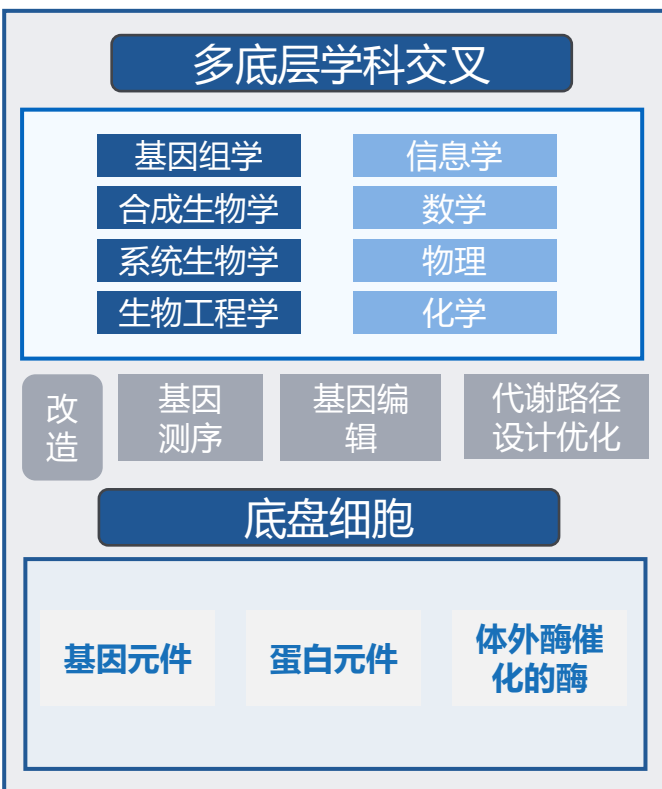 多底层学科交叉
基因组学
信息学
合成生物学
数学
系统生物学
物理
生物工程学
化学
改
造
基因
测序
基因编
辑
代谢路径
设计优化
底盘细胞
基因元件
蛋白元件
体外酶催
化的酶